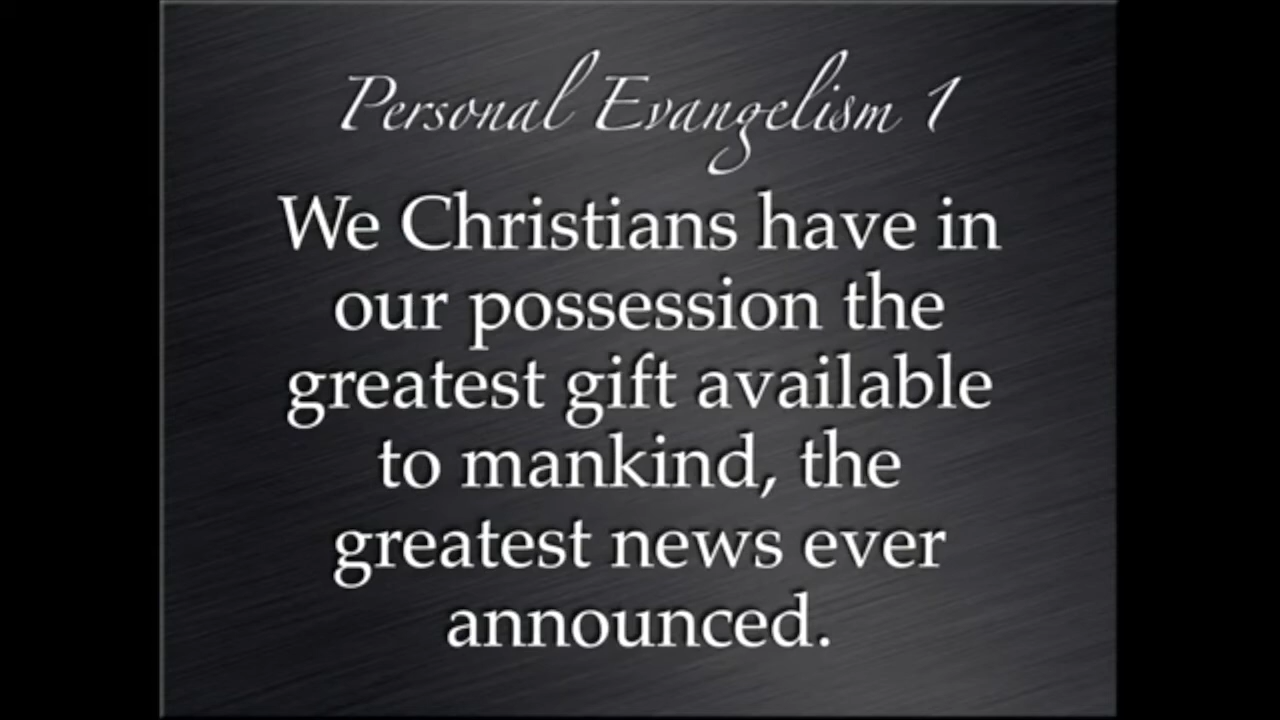 Personal Evangelism 1
We Christians have in
our possession the
greatest gift available
to mankind, the
greatest news ever
announced.